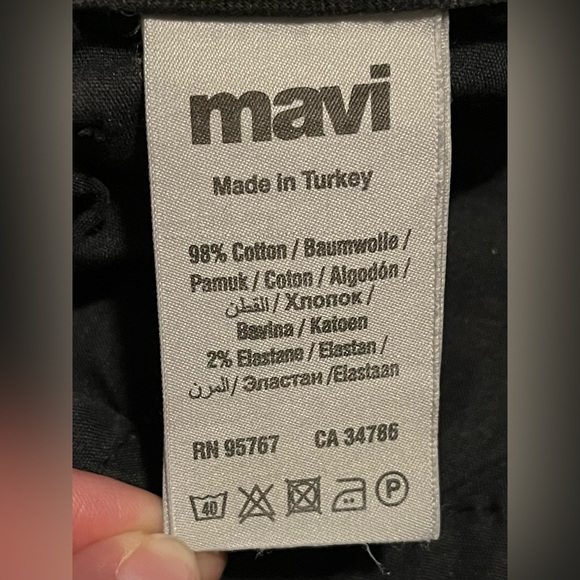 mavi
Made in Turkey
98% Cotton / Baumwolle /
Pamuk / Coton / Algodón /
القطن / Хлопок /
Bavlna / Katoen
2% Elastane / Elastan /
المرن / Эластан /Elastaan
RN 95767 CA 34786
40 P